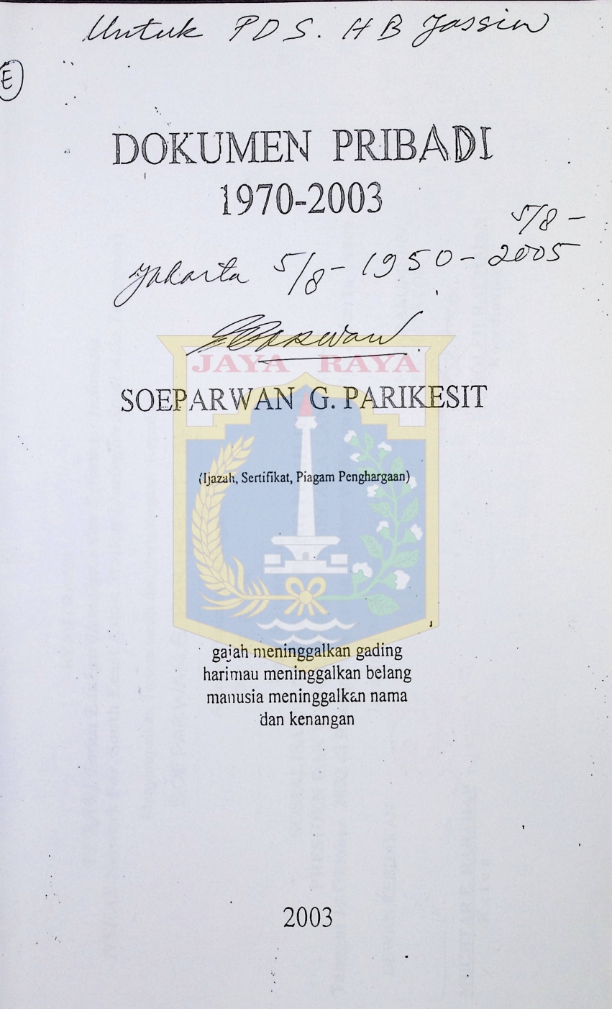 Untuk PDS. HB Jassin
E
DOKUMEN PRIBADI
1970-2003
5/8 -
Jakarta 5/8 - 1950 - 2005
JAYA RAYA
SOEPARWAN G. PARIKESIT
(Ijazah, Sertifikat, Piagam Penghargaan)
gajah meninggalkan gading
harimau meninggalkan belang
manusia meninggalkan nama
dan kenangan
2003